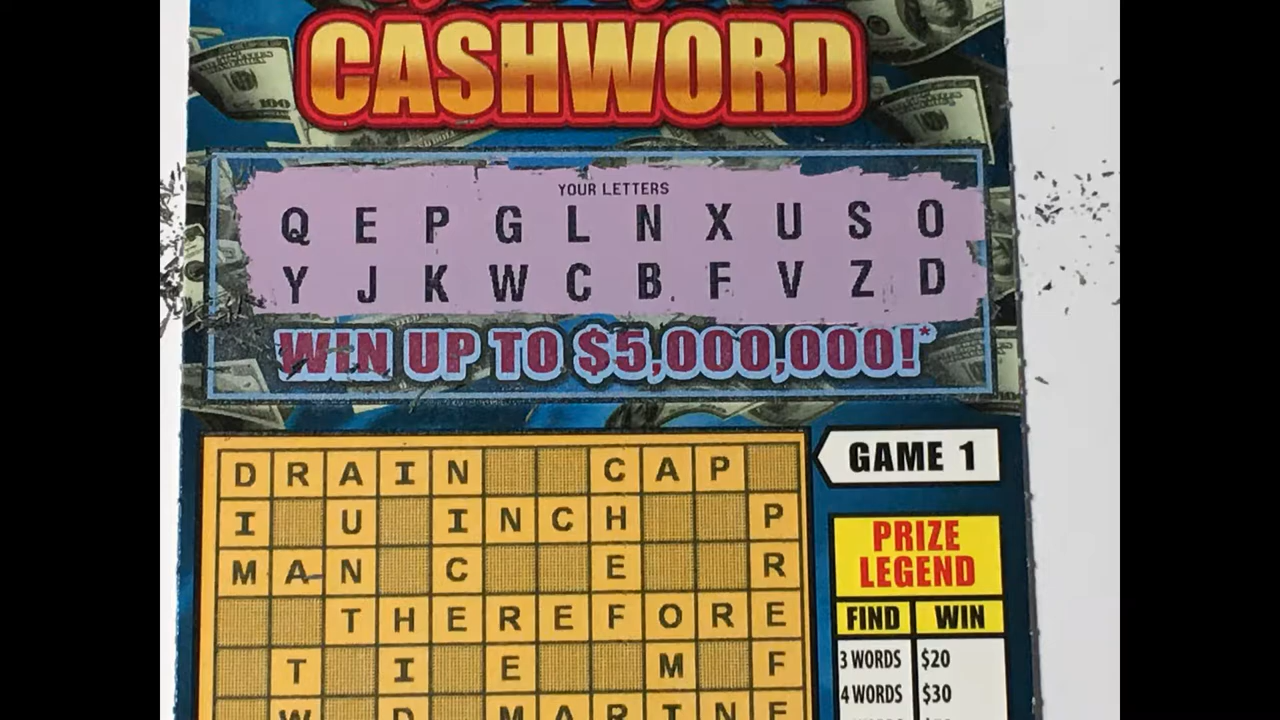 CASHWORD
YOUR LETTERS
Q E P G L N X U S O
Y J K W C B F V Z D
WIN UP TO $5,000,000!*
GAME 1
PRIZE
LEGEND
FIND WIN
3 WORDS $20
4 WORDS $30
D R A I N C A P
I U I N C H P
M A N C E R
T H E R E F O R E
T I E M F
W D M A R I N E
100